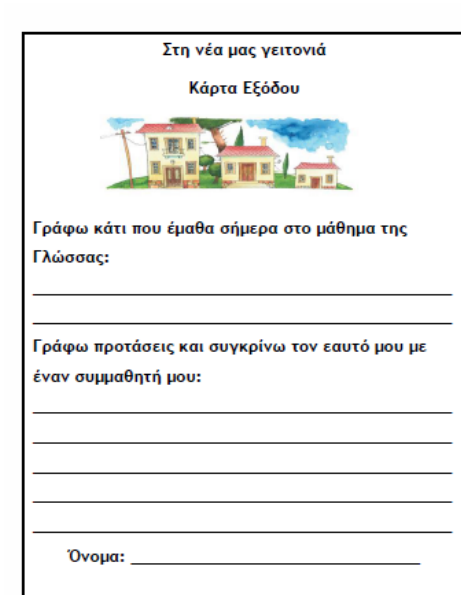 Στη νέα μας γειτονιά
Κάρτα Εξόδου
Γράφω κάτι που έμαθα σήμερα στο μάθημα της
Γλώσσας:
Γράφω προτάσεις και συγκρίνω τον εαυτό μου με
έναν συμμαθητή μου:
Όνομα: